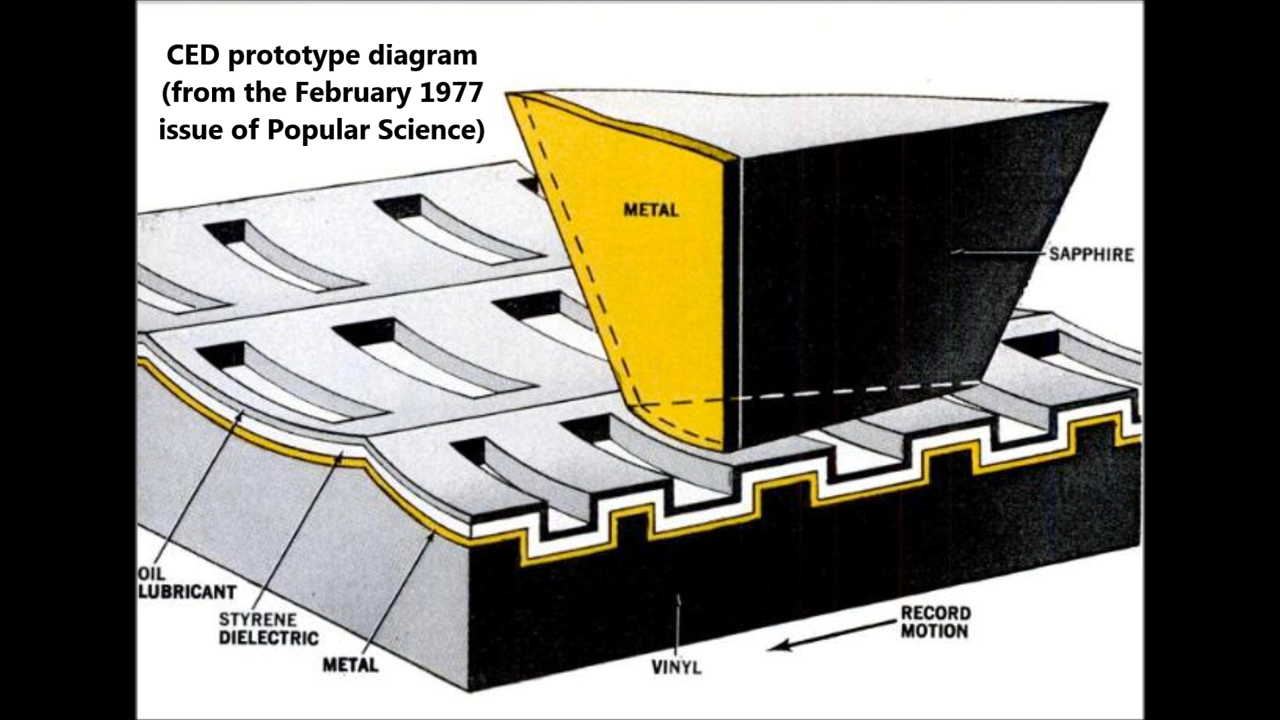 CED prototype diagram
(from the February 1977
issue of Popular Science)
METAL
SAPPHIRE
OIL
LUBRICANT
STYRENE
DIELECTRIC
METAL
VINYL
RECORD
MOTION